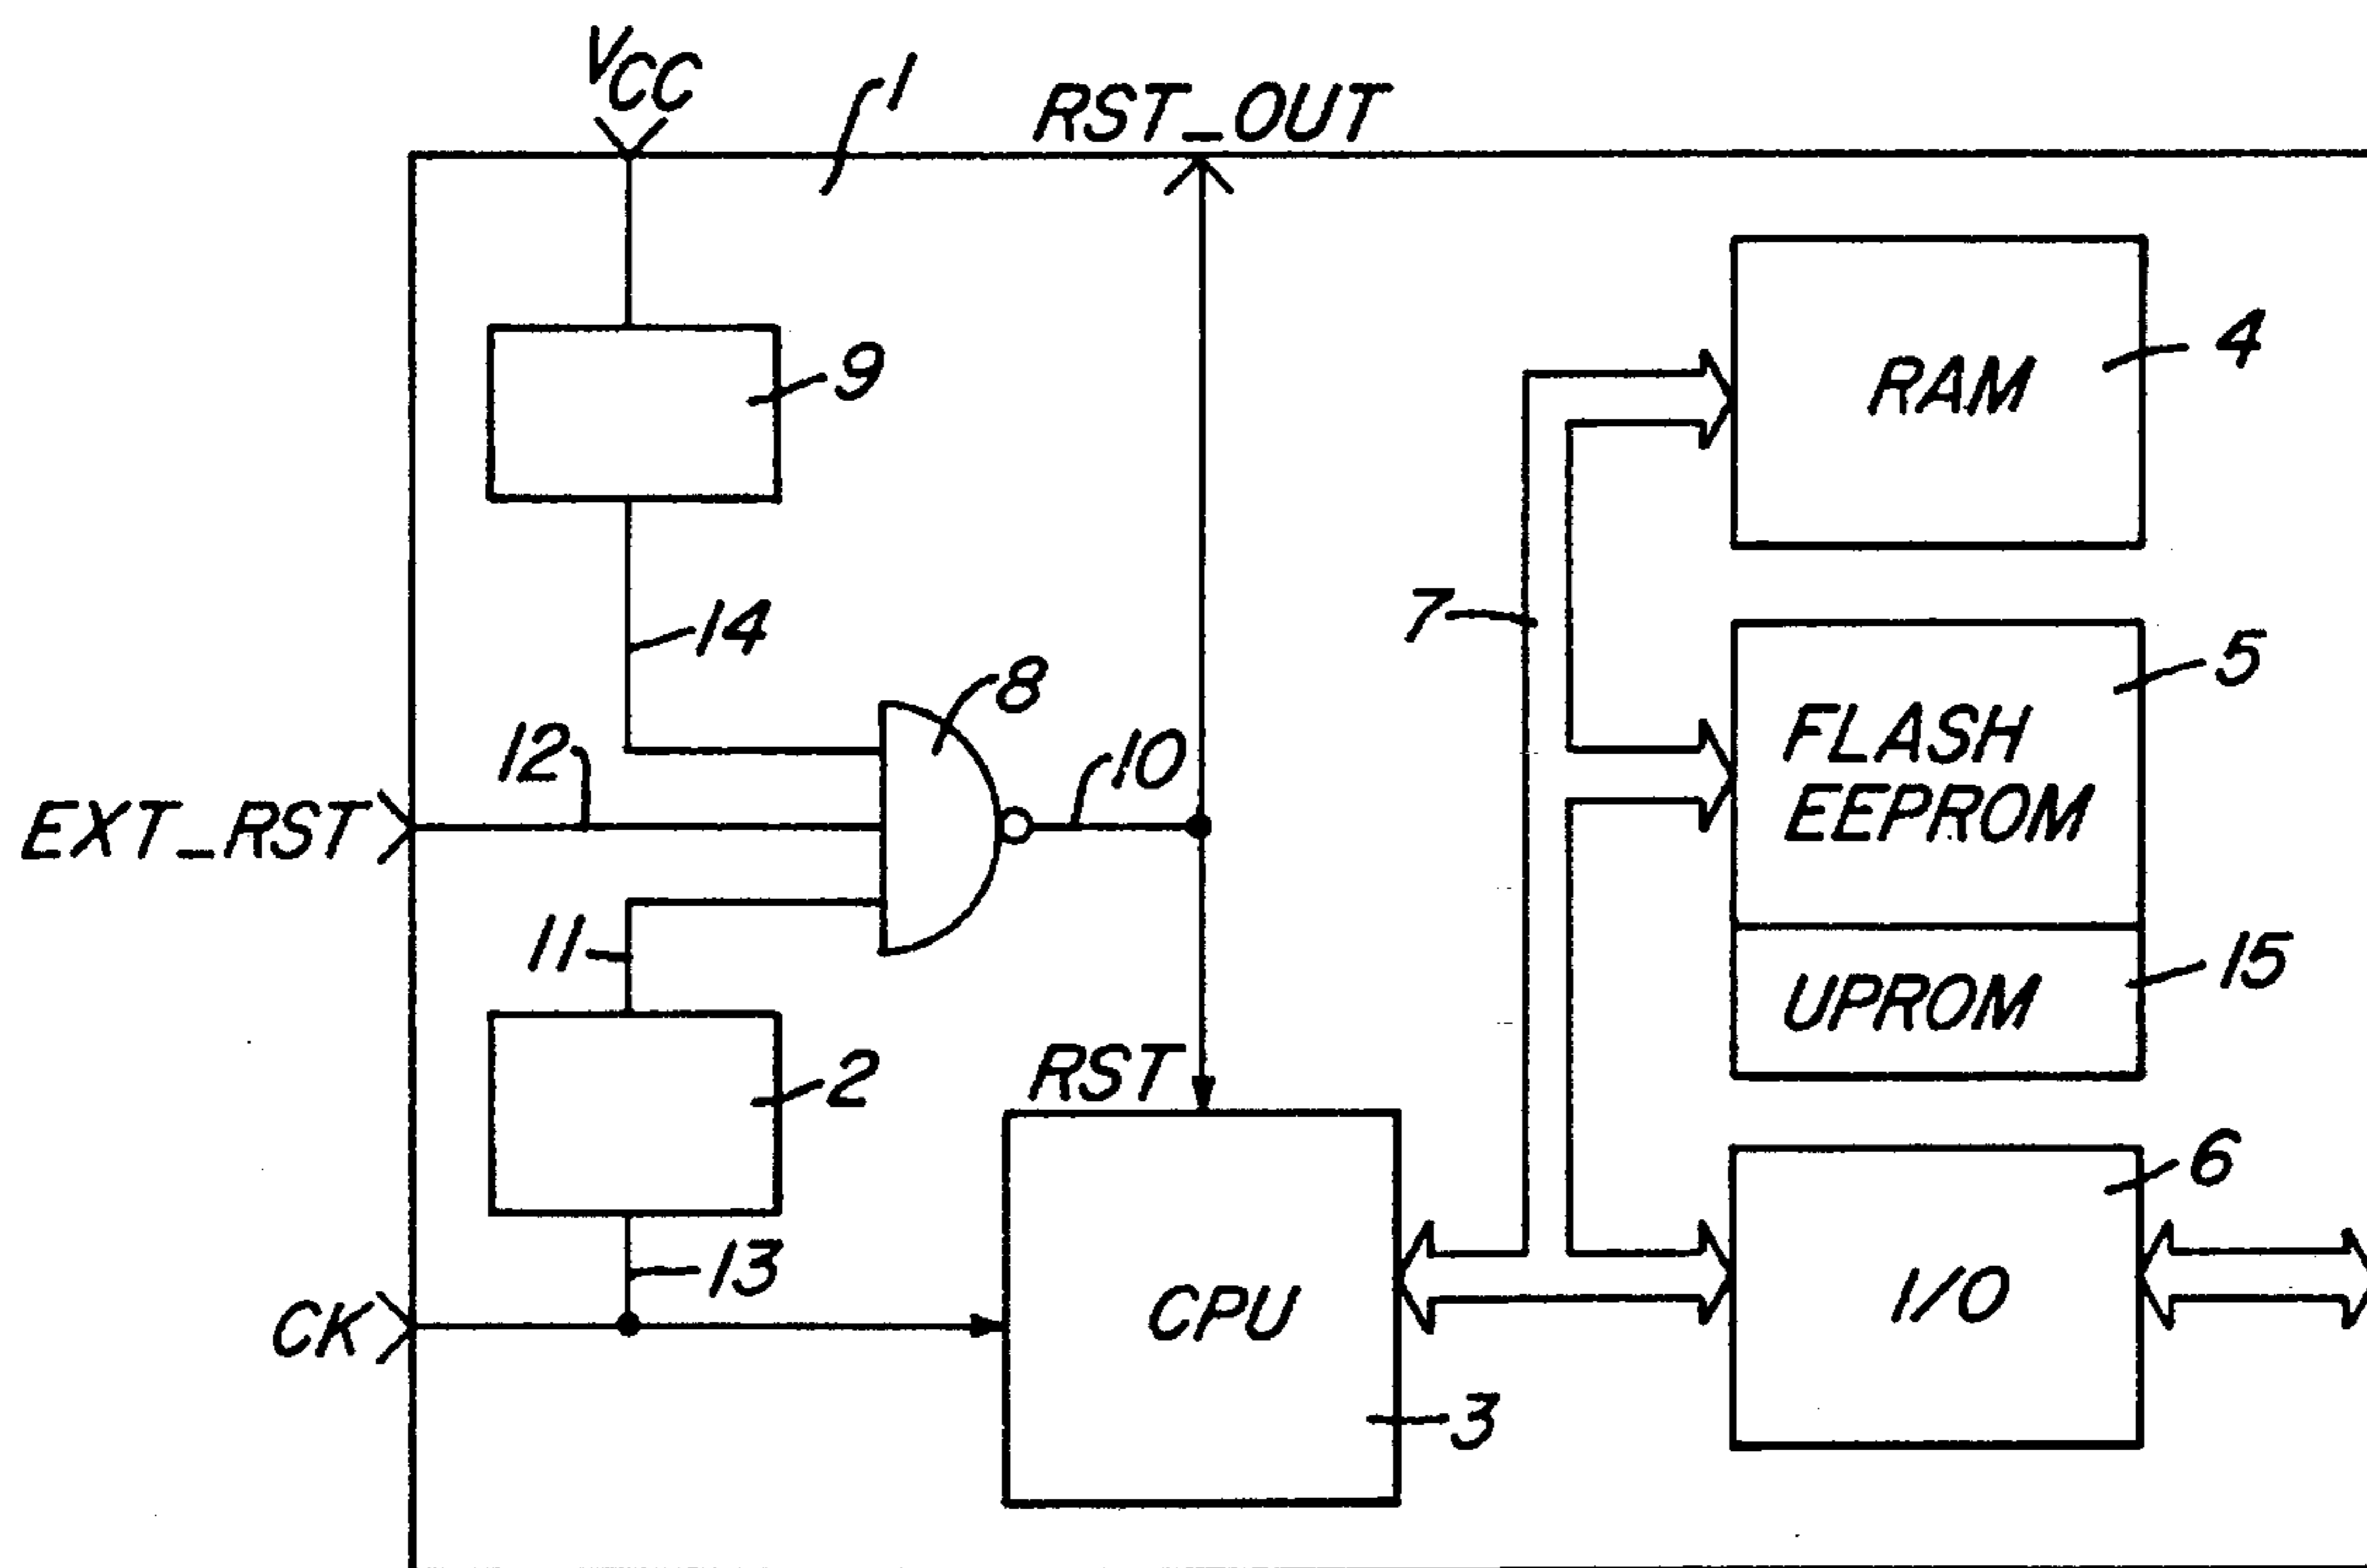 VCC
1
RST_OUT
9
RAM
4
14
7
8
5
12
10
FLASH
EEPROM
EXT_RST
11
UPROM
15
2
RST
6
13
CK
CPU
I/O
3